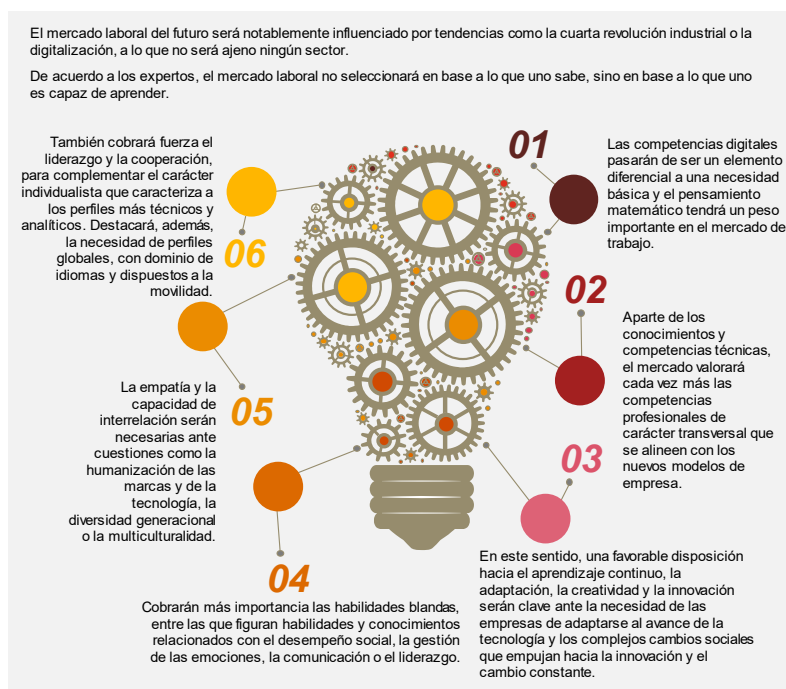 El mercado laboral del futuro será notablemente influenciado por tendencias como la cuarta revolución industrial o la
digitalización, a lo que no será ajeno ningún sector.
De acuerdo a los expertos, el mercado laboral no seleccionará en base a lo que uno sabe, sino en base a lo que uno
es capaz de aprender.
01
Las competencias digitales
pasarán de ser un elemento
diferencial a una necesidad
básica y el pensamiento
matemático tendrá un peso
importante en el mercado de
trabajo.
02
Aparte de los
conocimientos y
competencias técnicas,
el mercado valorará
cada vez más las
competencias
profesionales de
carácter transversal que
se alineen con los
nuevos modelos de
empresa.
03
En este sentido, una favorable disposición
hacia el aprendizaje continuo, la
adaptación, la creatividad y la innovación
serán clave ante la necesidad de las
empresas de adaptarse al avance de la
tecnología y los complejos cambios sociales
que empujan hacia la innovación y el
cambio constante.
04
Cobrarán más importancia las habilidades blandas,
entre las que figuran habilidades y conocimientos
relacionados con el desempeño social, la gestión
de las emociones, la comunicación o el liderazgo.
05
La empatía y la
capacidad de
interrelación serán
necesarias ante
cuestiones como la
humanización de las
marcas y de la
tecnología, la
diversidad generacional
o la multiculturalidad.
06
También cobrará fuerza el
liderazgo y la cooperación,
para complementar el carácter
individualista que caracteriza a
los perfiles más técnicos y
analíticos. Destacará, además,
la necesidad de perfiles
globales, con dominio de
idiomas y dispuestos a la
movilidad.